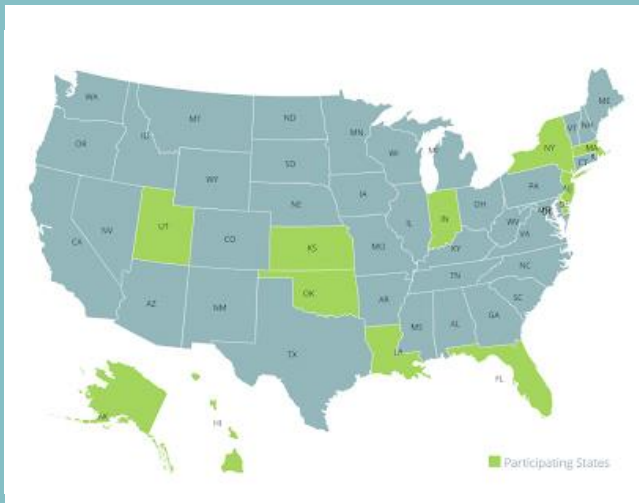 WA
MT
ND
MN
ME
VT
NH
OR
ID
SD
WI
MI
NY
MA
WY
CT
RI
IA
PA
NJ
NE
NV
UT
IL
IN
OH
CO
WV
VA
CA
KS
MO
KY
NC
TN
OK
AZ
NM
AR
SC
MS
AL
GA
TX
LA
FL
AK
HI
Participating States